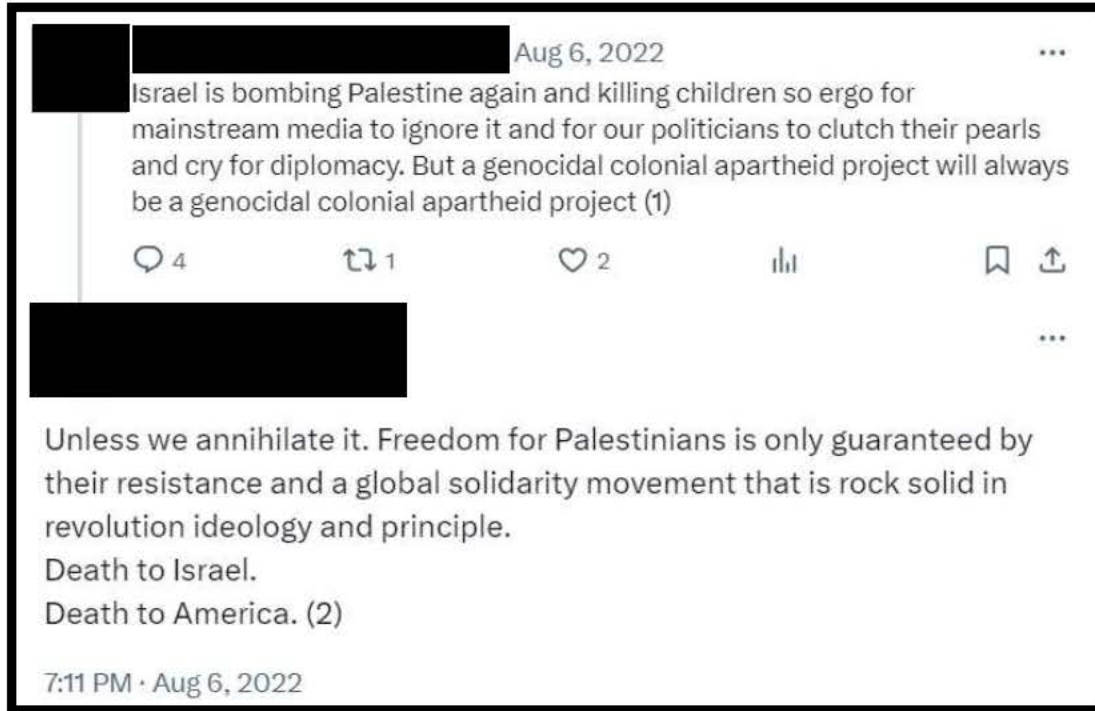 Aug 6, 2022
Israel is bombing Palestine again and killing children so ergo for
mainstream media to ignore it and for our politicians to clutch their pearls
and cry for diplomacy. But a genocidal colonial apartheid project will always
be a genocidal colonial apartheid project (1)
4 1 2
Unless we annihilate it. Freedom for Palestinians is only guaranteed by
their resistance and a global solidarity movement that is rock solid in
revolution ideology and principle.
Death to Israel.
Death to America. (2)
7:11 PM · Aug 6, 2022